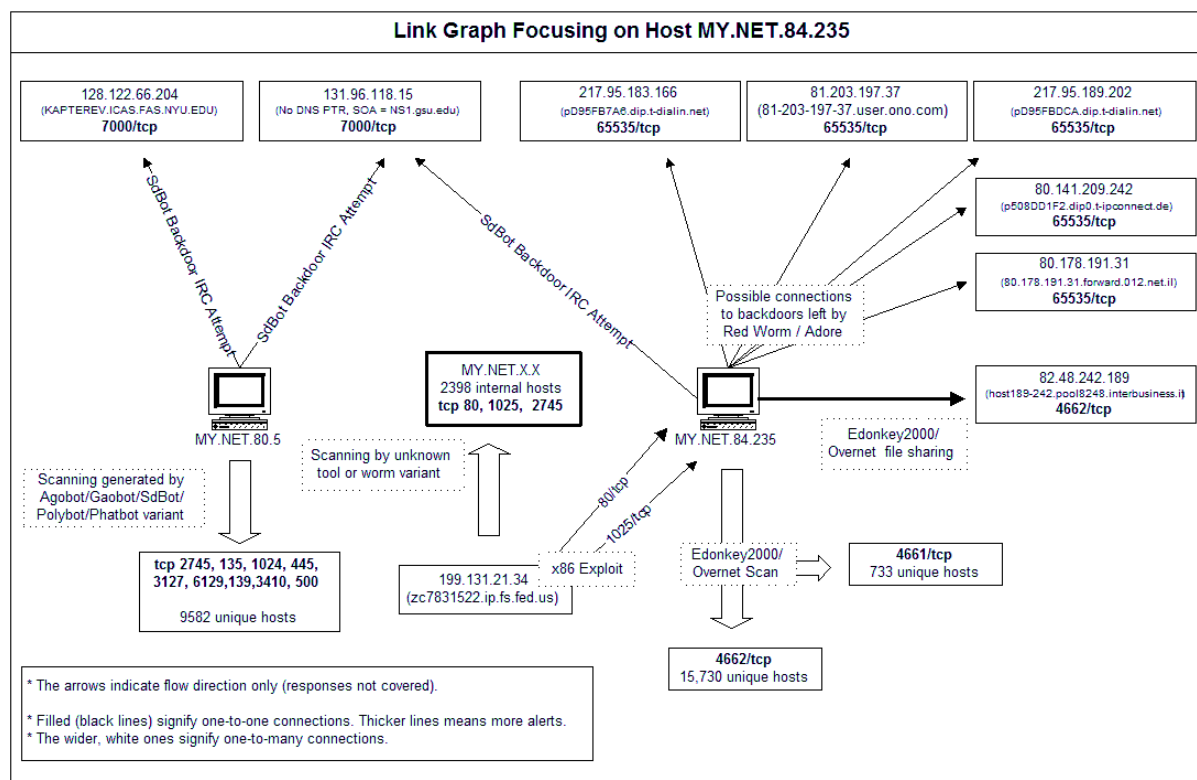 Link Graph Focusing on Host MY.NET.84.235
128.122.66.204
(KAPTEREV.ICAS.FAS.NYU.EDU)
7000/tcp
131.96.118.15
(No DNS PTR, SOA = NS1.gsu.edu)
7000/tcp
217.95.183.166
(pD95FB7A6.dip.t-dialin.net)
65535/tcp
81.203.197.37
(81-203-197-37.user.ono.com)
65535/tcp
217.95.189.202
(pD95FBDCA.dip.t-dialin.net)
65535/tcp
80.141.209.242
(p508DD1F2.dip0.t-ipconnect.de)
65535/tcp
80.178.191.31
(80.178.191.31.forward.012.net.il)
65535/tcp
SdBot Backdoor IRC Attempt
SdBot Backdoor IRC Attempt
SdBot Backdoor IRC Attempt
Possible connections
to backdoors left by
Red Worm / Adore
MY.NET.X.X
2398 internal hosts
tcp 80, 1025, 2745
82.48.242.189
(host189-242.pool8248.interbusiness.it)
4662/tcp
MY.NET.80.5
MY.NET.84.235
Edonkey2000/
Overnet file sharing
Scanning by unknown
tool or worm variant
Scanning generated by
Agobot/Gaobot/SdBot/
Polybot/Phatbot variant
80/tcp
1025/tcp
x86 Exploit
Edonkey2000/
Overnet Scan
4661/tcp
733 unique hosts
tcp 2745, 135, 1024, 445,
3127, 6129,139,3410, 500
9582 unique hosts
199.131.21.34
(zc7831522.ip.fs.fed.us)
4662/tcp
15,730 unique hosts
* The arrows indicate flow direction only (responses not covered).
* Filled (black lines) signify one-to-one connections. Thicker lines means more alerts.
* The wider, white ones signify one-to-many connections.